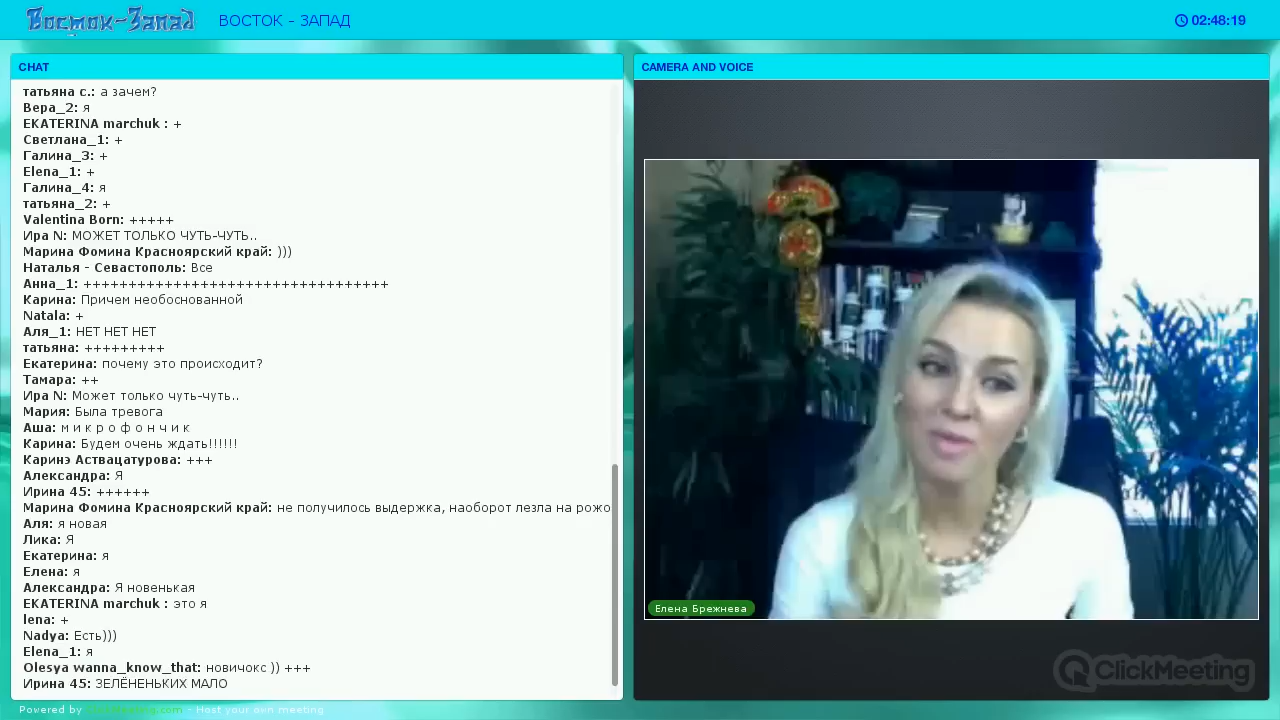 Восток-Запад
ВОСТОК - ЗАПАД
02:48:19
CHAT
татьяна с.: а зачем?
Вера_2: я
EKATERINA marchuk : +
Светлана_1: +
Галина_3: +
Elena_1: +
Галина_4: я
татьяна_2: +
Valentina Born: +++++
Ира N: МОЖЕТ ТОЛЬКО ЧУТЬ-ЧУТЬ..
Марина Фомина Красноярский край: )))
Наталья - Севастополь: Все
Анна_1: ++++++++++++++++++++++++++++++++++
Карина: Причем необоснованной
Natala: +
Аля_1: НЕТ НЕТ НЕТ
татьяна: +++++++++
Екатерина: почему это происходит?
Тамара: ++
Ира N: Может только чуть-чуть..
Мария: Была тревога
Аша: м и к р о ф о н ч и к
Карина: Будем очень ждать!!!!!!
Каринэ Аствацатурова: +++
Александра: Я
Ирина 45: ++++++
Марина Фомина Красноярский край: не получилось выдержка, наоборот лезла на рожо
Аля: я новая
Лика: Я
Екатерина: я
Елена: я
Александра: Я новенькая
EKATERINA marchuk : это я
lena: +
Nadya: Есть)))
Elena_1: я
Olesya wanna_know_that: новичокс )) +++
Ирина 45: ЗЕЛЁНЕНЬКИХ МАЛО
Powered by ClickMeeting.com - Host your own meeting
CAMERA AND VOICE
Елена Брежнева
ClickMeeting